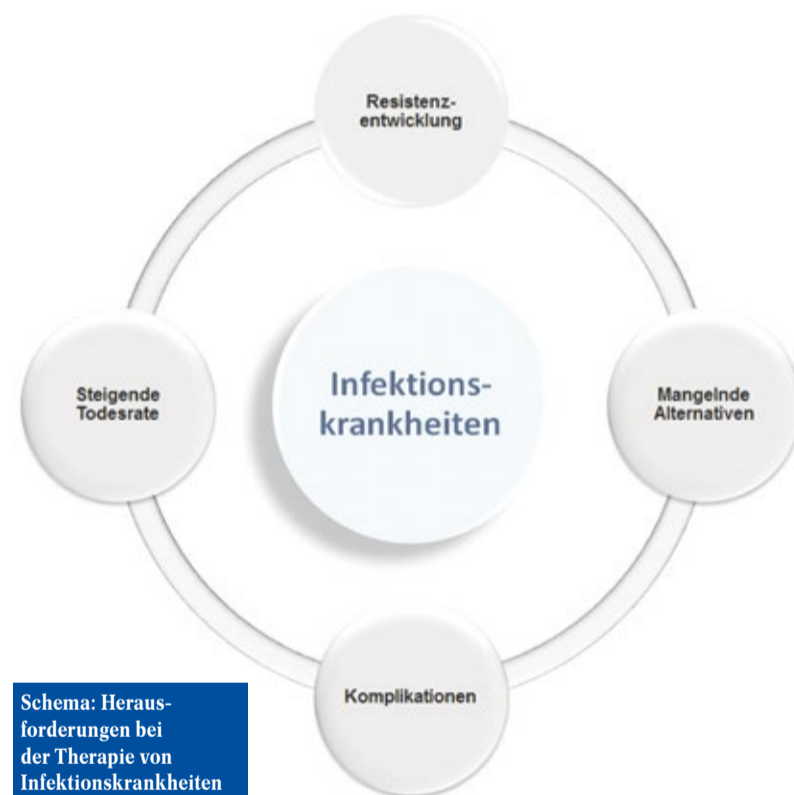 Resistenz-
entwicklung
Steigende
Todesrate
Infektions-
krankheiten
Mangelnde
Alternativen
Komplikationen
Schema: Heraus-
forderungen bei
der Therapie von
Infektionskrankheiten